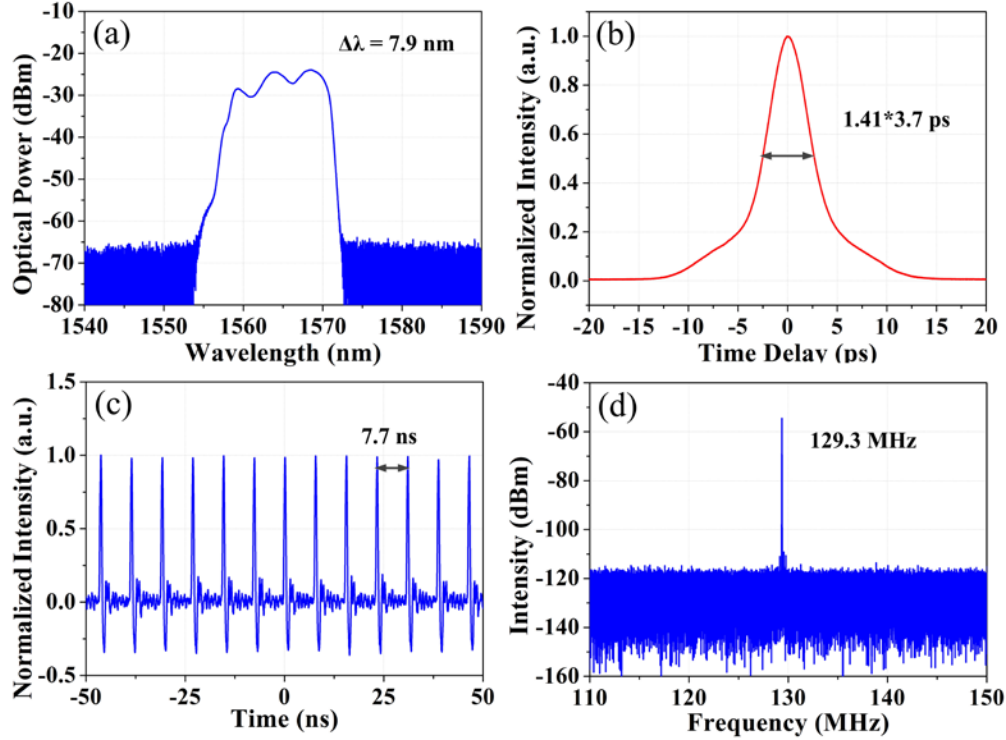 (a)
Δλ = 7.9 nm
Optical Power (dBm)
-10
-20
-30
-40
-50
-60
-70
-80
1540 1550 1560 1570 1580 1590
Wavelength (nm)
(b)
1.41*3.7 ps
Normalized Intensity (a.u.)
1.0
0.8
0.6
0.4
0.2
0.0
-20 -15 -10 -5 0 5 10 15 20
Time Delay (ps)
(c)
7.7 ns
Normalized Intensity (a.u.)
1.5
1.0
0.5
0.0
-0.5
-50 -25 0 25 50
Time (ns)
(d)
129.3 MHz
Intensity (dBm)
-40
-60
-80
-100
-120
-140
-160
110 120 130 140 150
Frequency (MHz)